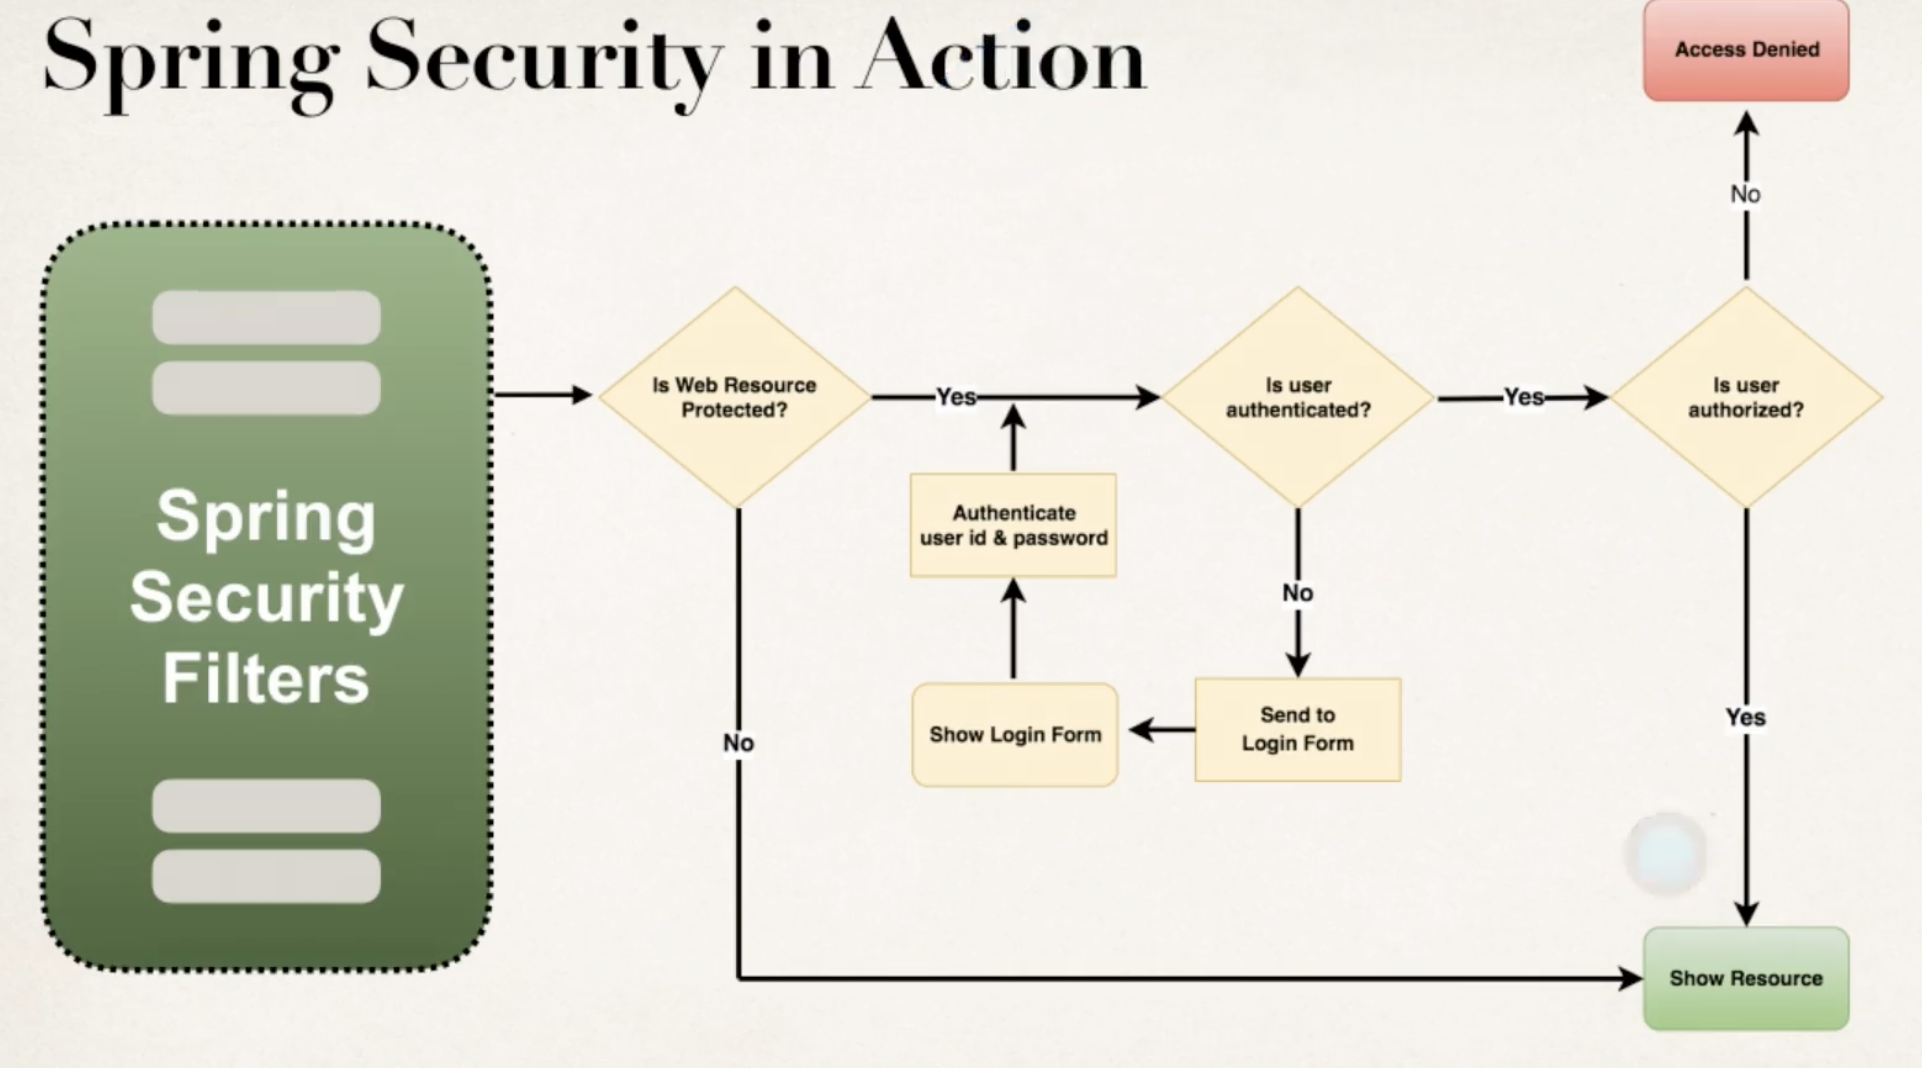 Spring Security in Action
Access Denied
No
Spring
Security
Filters
Is Web Resource
Protected?
Yes
Is user
authenticated?
Yes
Is user
authorized?
Authenticate
user id & password
No
Send to
Login Form
Show Login Form
No
Yes
Show Resource